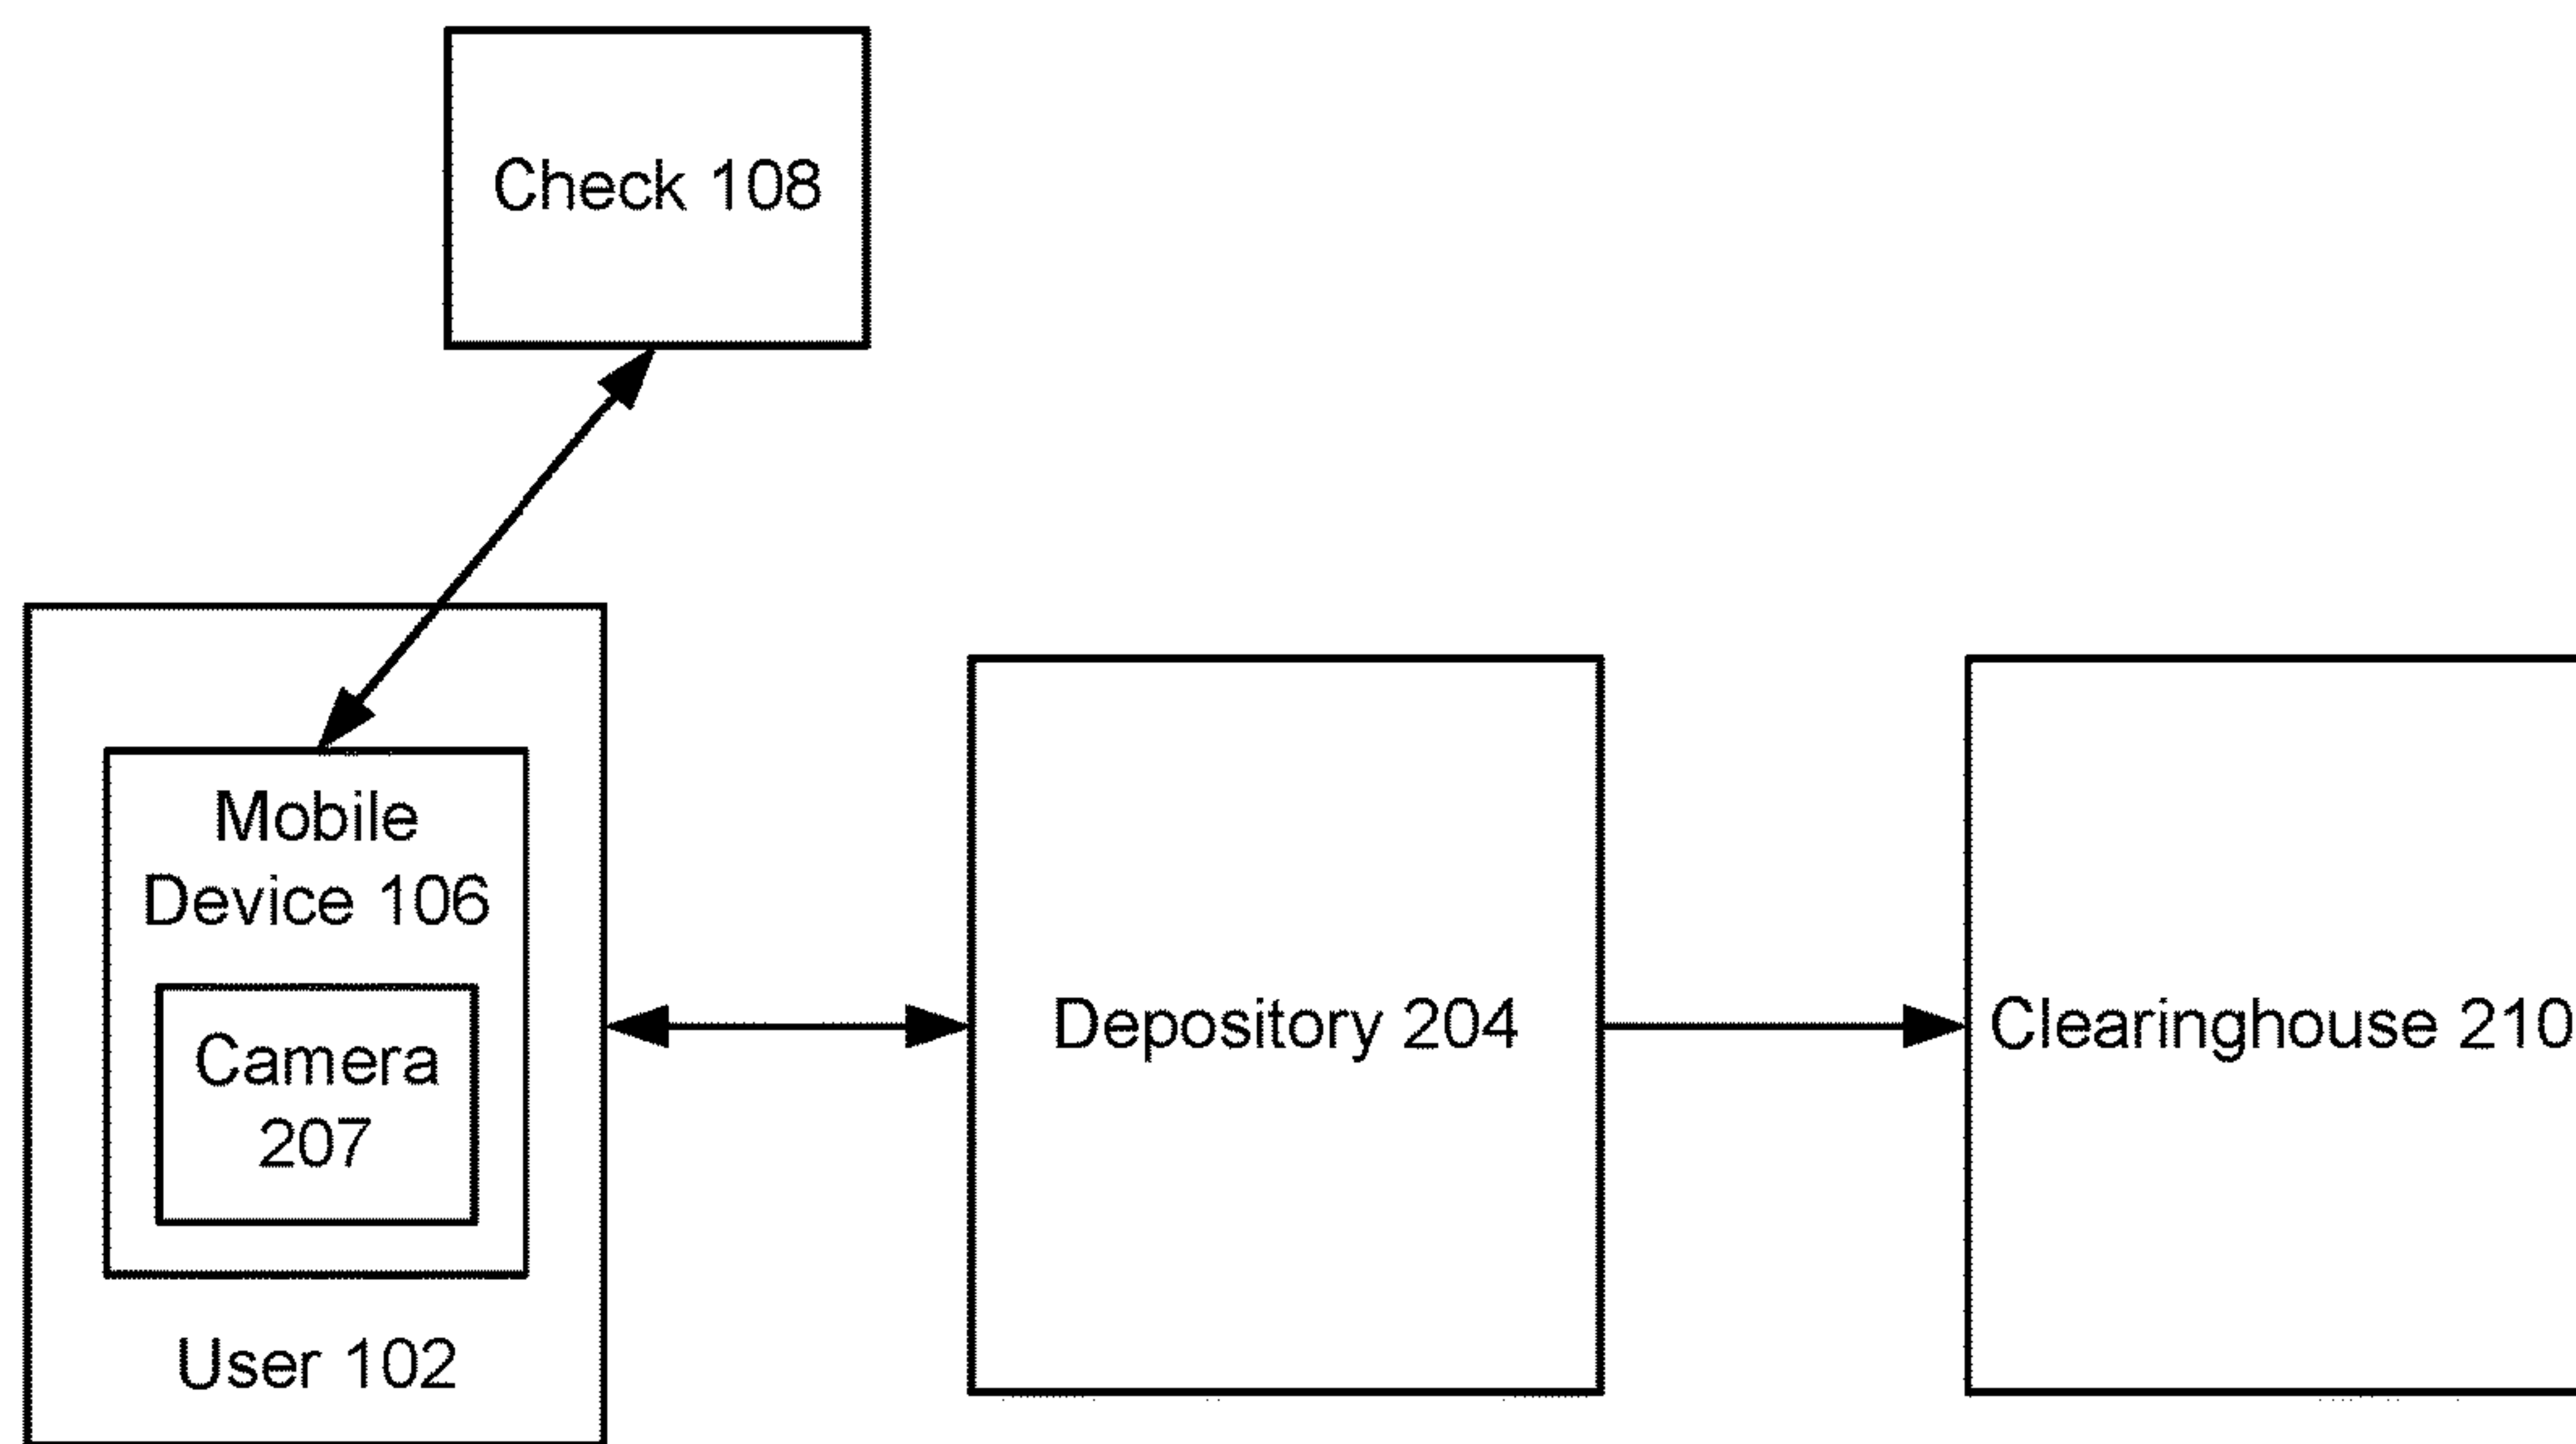 Check 108
Mobile
Device 106
Camera
207
User 102
Depository 204
Clearinghouse 210